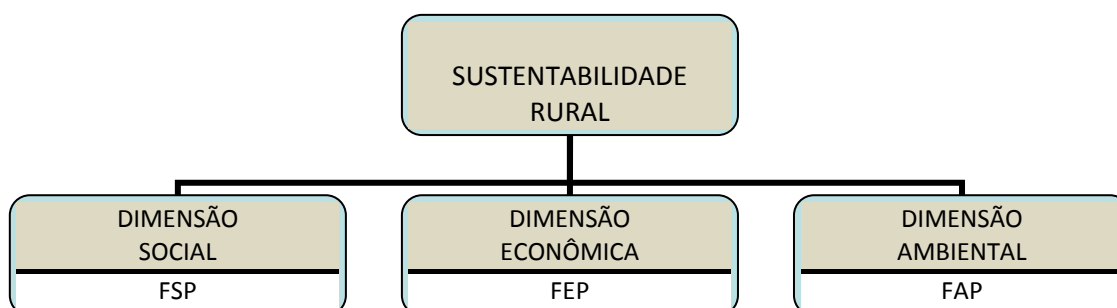 SUSTENTABILIDADE
RURAL
DIMENSÃO
SOCIAL
FSP
DIMENSÃO
ECONÔMICA
FEP
DIMENSÃO
AMBIENTAL
FAP